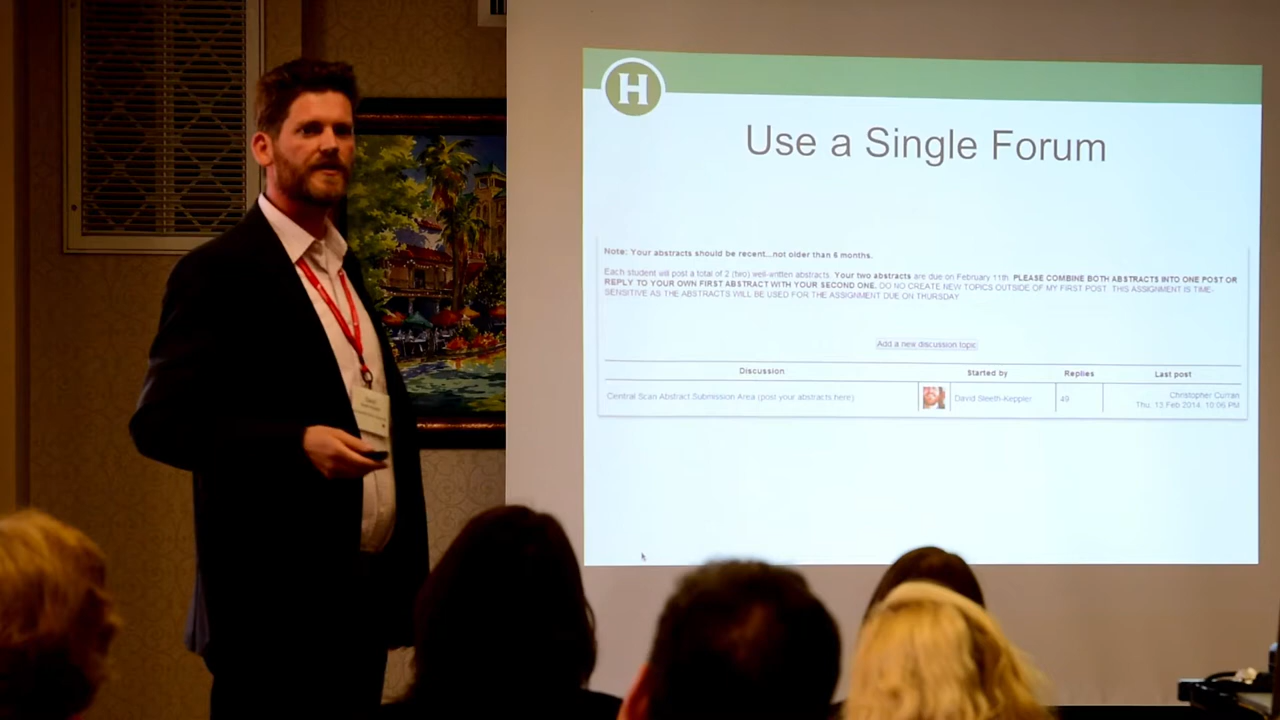 H
Use a Single Forum
Note: Your abstracts should be recent...not older than 6 months.
Each student will post a total of 2 (two) well-written abstracts. Your two abstracts are due on February 11th. PLEASE COMBINE BOTH ABSTRACTS INTO ONE POST OR
REPLY TO YOUR OWN FIRST ABSTRACT WITH YOUR SECOND ONE. DO NO CREATE NEW TOPICS OUTSIDE OF MY FIRST POST. THIS ASSIGNMENT IS TIME-
SENSITIVE AS THE ABSTRACTS WILL BE USED FOR THE ASSIGNMENT DUE ON THURSDAY
Add a new discussion topic
Discussion Started by Replies Last post
Central Scan Abstract Submission Area (post your abstracts here) David Sleeth-Keppler 49 Christopher Curran
Thu, 13 Feb 2014, 10:06 PM